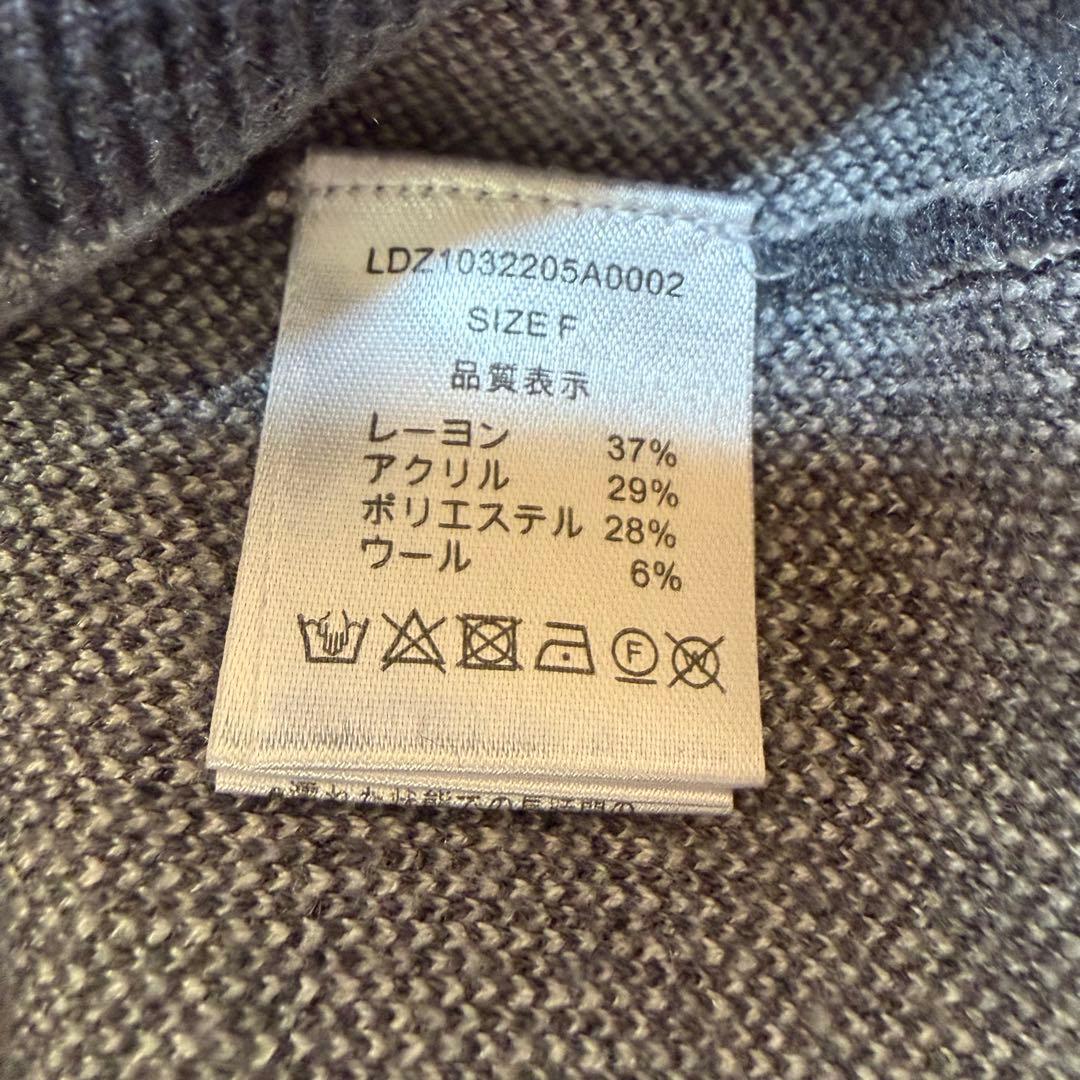 LDZ1032205A0002
SIZE F
品質表示
レーヨン 37%
アクリル 29%
ポリエステル 28%
ウール 6%
F W